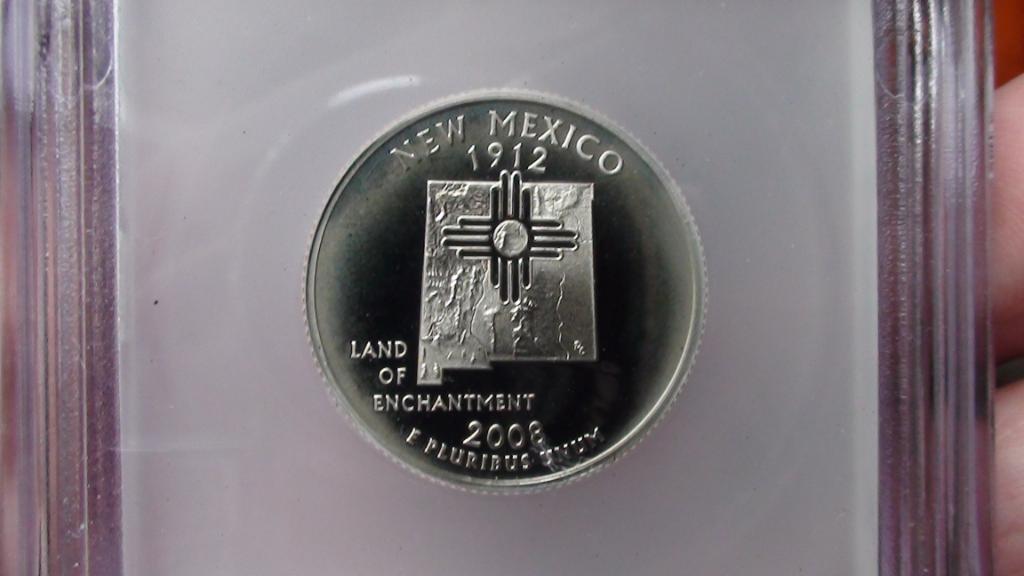 NEW MEXICO
1912
LAND
OF
ENCHANTMENT
2008
E PLURIBUS UNUM